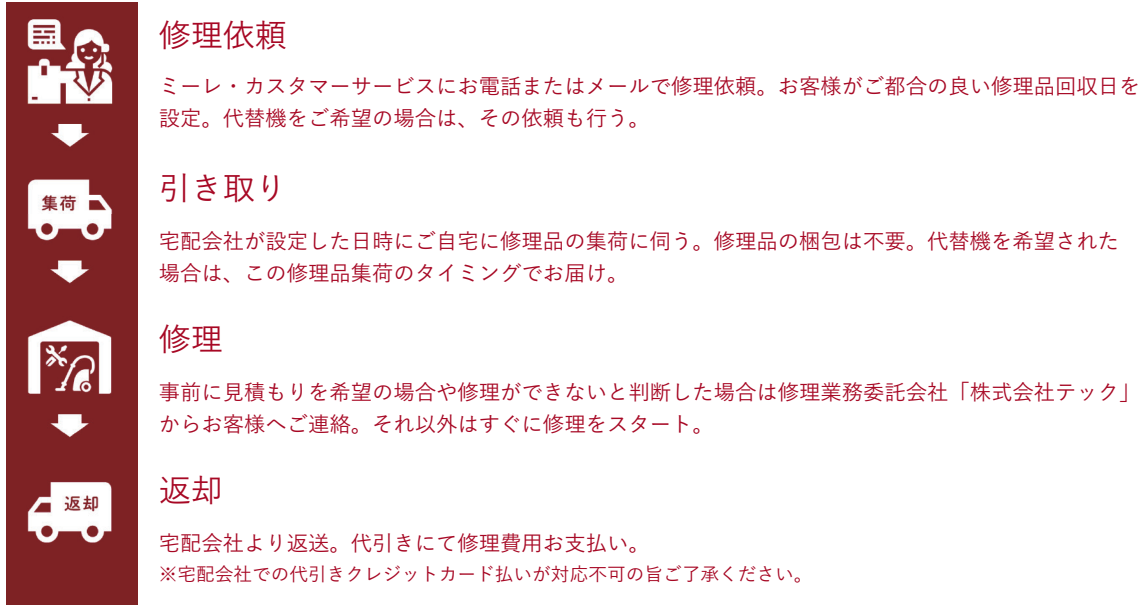 修理依頼
ミーレ・カスタマーサービスにお電話またはメールで修理依頼。お客様がご都合の良い修理品回収日を
設定。代替機をご希望の場合は、その依頼も行う。
集荷
引き取り
宅配会社が設定した日時にご自宅に修理品の集荷に伺う。修理品の梱包は不要。代替機を希望された
場合は、この修理品集荷のタイミングでお届け。
修理
事前に見積もりを希望の場合や修理ができないと判断した場合は修理業務委託会社「株式会社テック」
からお客様へご連絡。それ以外はすぐに修理をスタート。
返却
返却
宅配会社より返送。代引きにて修理費用お支払い。
※宅配会社での代引きクレジットカード払いが対応不可の旨ご了承ください。